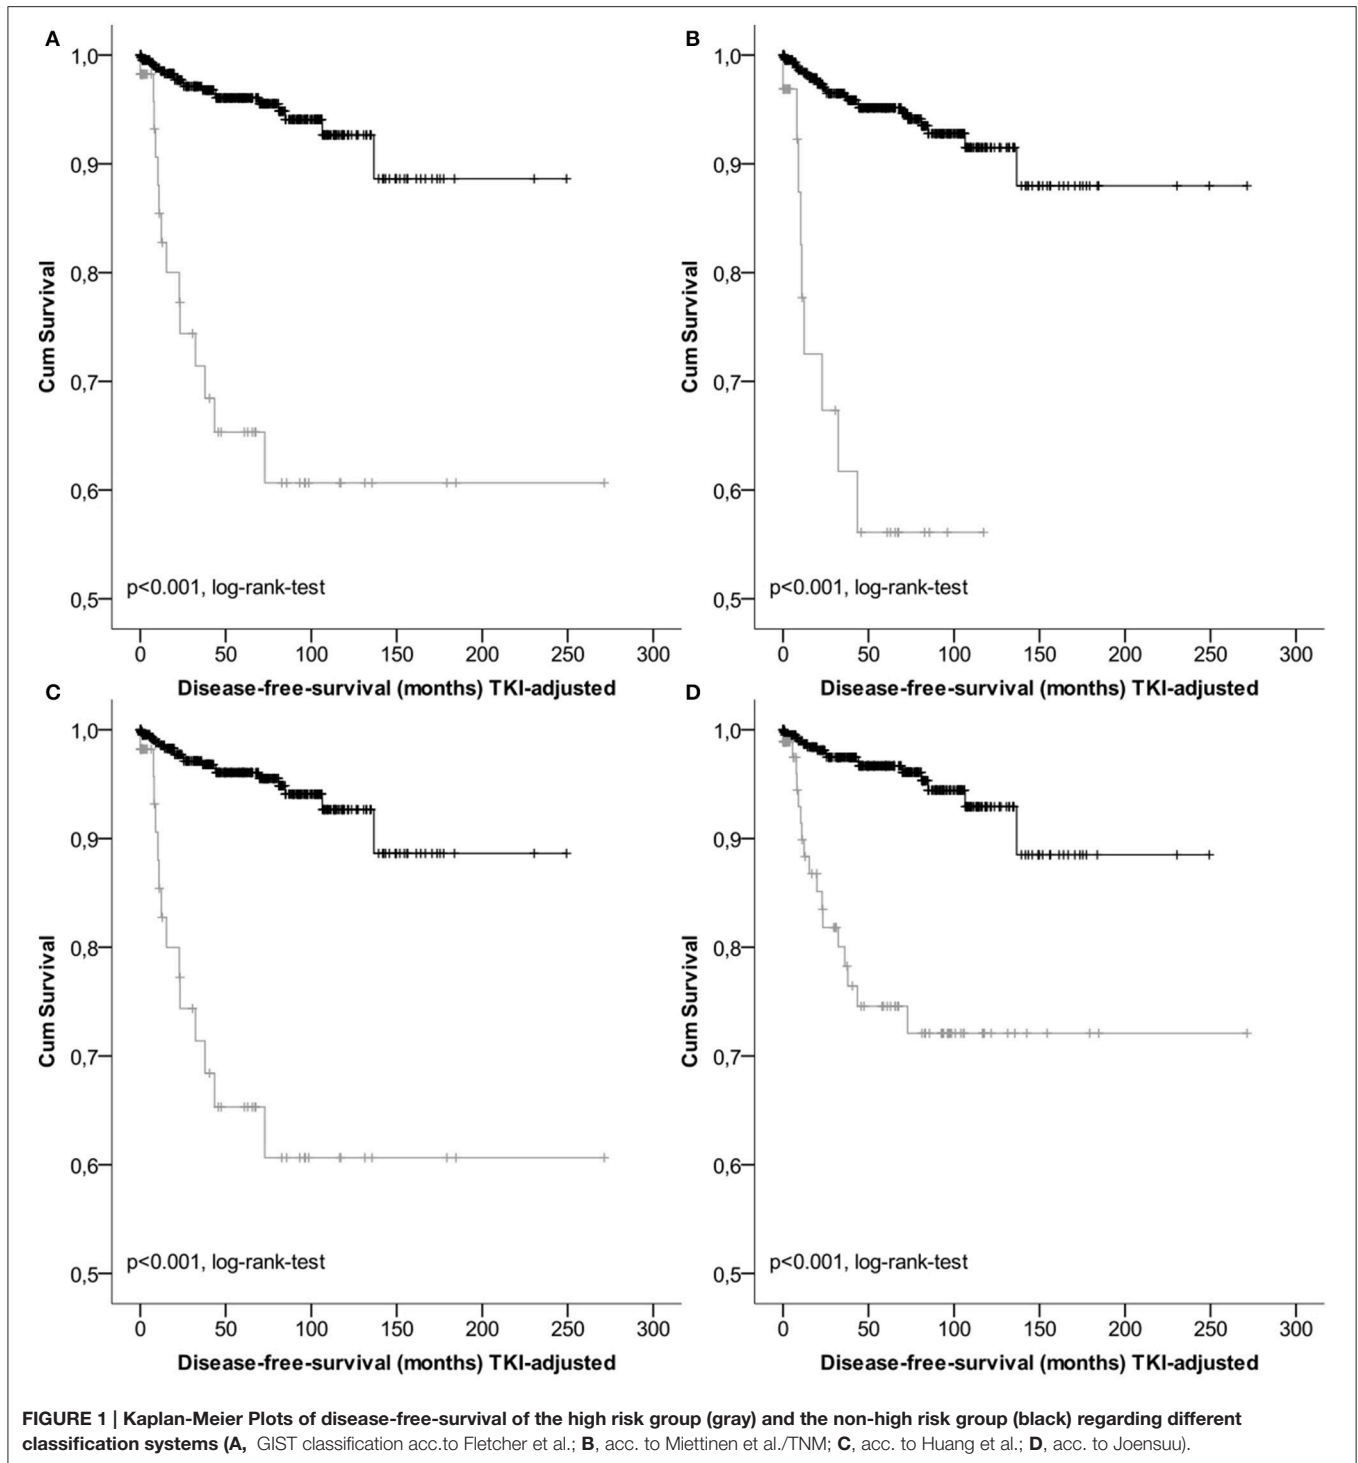 A
1,0
0,9
0,8
0,7
0,6
0,5
Cum Survival
p<0.001, log-rank-test
0 50 100 150 200 250 300
Disease-free-survival (months) TKI-adjusted
B
1,0
0,9
0,8
0,7
0,6
0,5
Cum Survival
p<0.001, log-rank-test
0 50 100 150 200 250 300
Disease-free-survival (months) TKI-adjusted
C
1,0
0,9
0,8
0,7
0,6
0,5
Cum Survival
p<0.001, log-rank-test
0 50 100 150 200 250 300
Disease-free-survival (months) TKI-adjusted
D
1,0
0,9
0,8
0,7
0,6
0,5
Cum Survival
p<0.001, log-rank-test
0 50 100 150 200 250 300
Disease-free-survival (months) TKI-adjusted
FIGURE 1 | Kaplan-Meier Plots of disease-free-survival of the high risk group (gray) and the non-high risk group (black) regarding different
classification systems (A, GIST classification acc.to Fletcher et al.; B, acc. to Miettinen et al./TNM; C, acc. to Huang et al.; D, acc. to Joensuu).